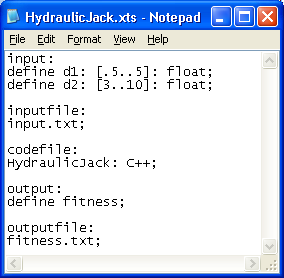 HydraulicJack.xts - Notepad
File Edit Format View Help
input:
define d1: [.5..5]: float;
define d2: [3..10]: float;
inputfile:
input.txt;
codefile:
HydraulicJack: C++;
output:
define fitness;
outputfile:
fitness.txt;